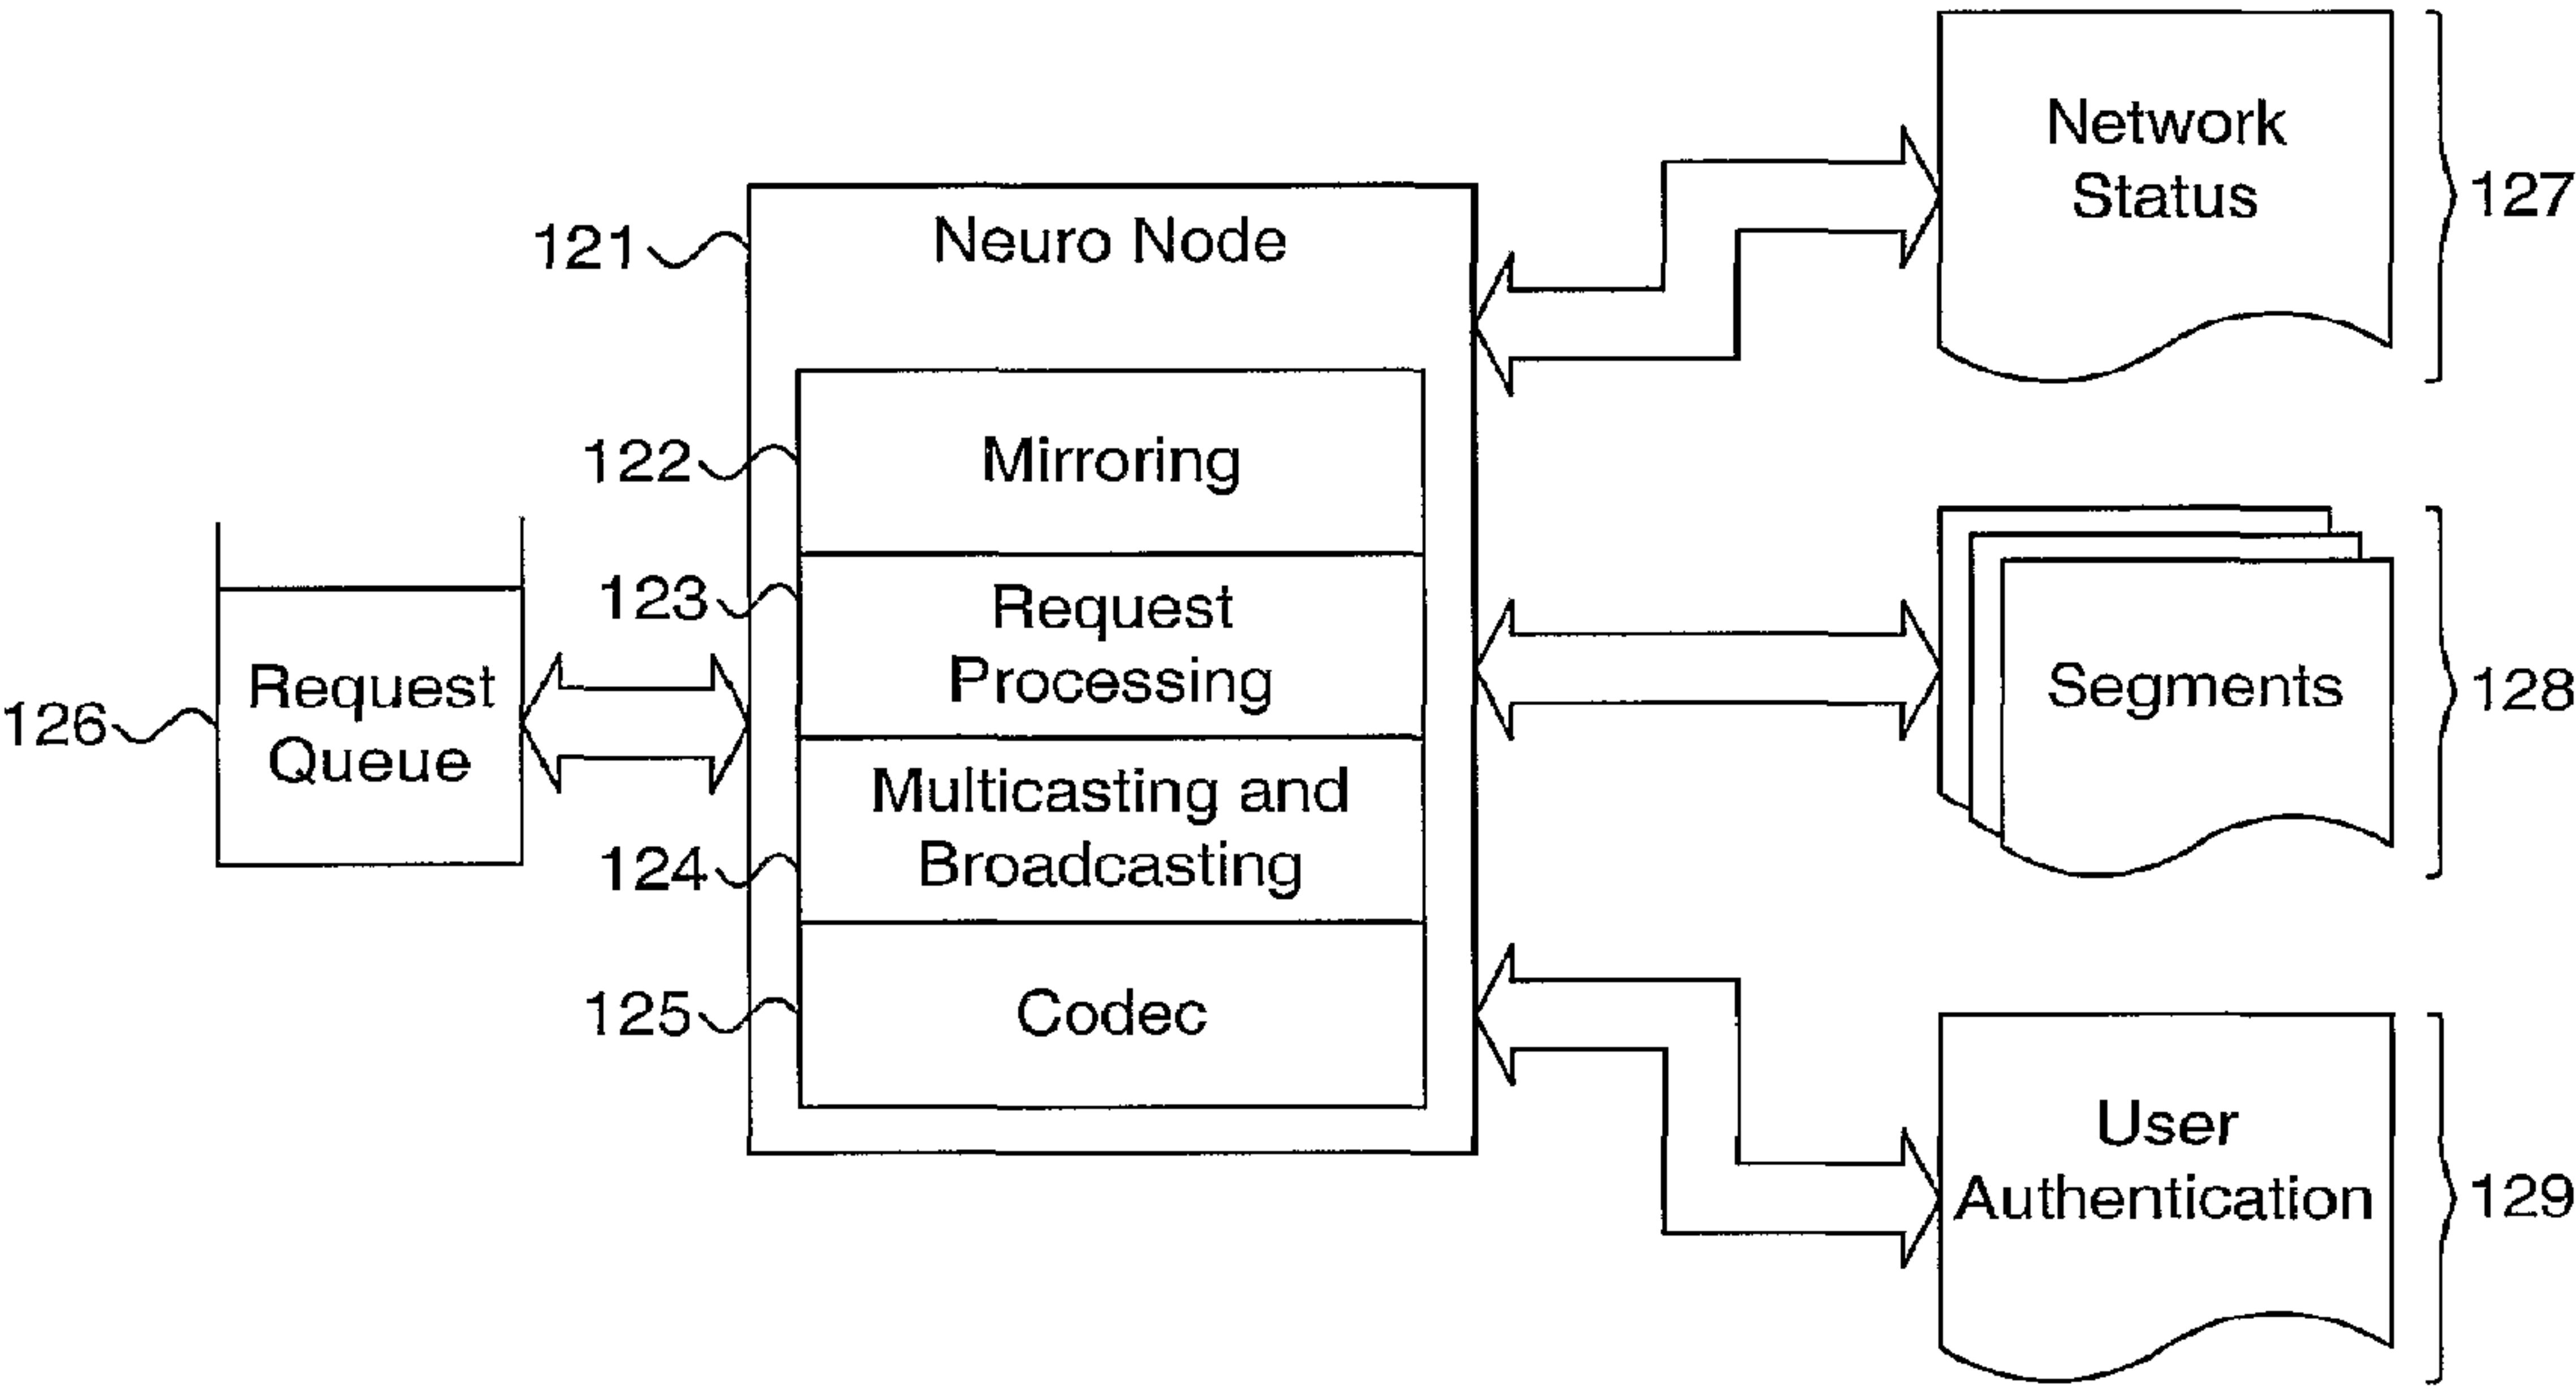 126
Request
Queue
121
Neuro Node
122
Mirroring
123
Request
Processing
124
Multicasting and
Broadcasting
125
Codec
Network
Status
127
Segments
128
User
Authentication
129